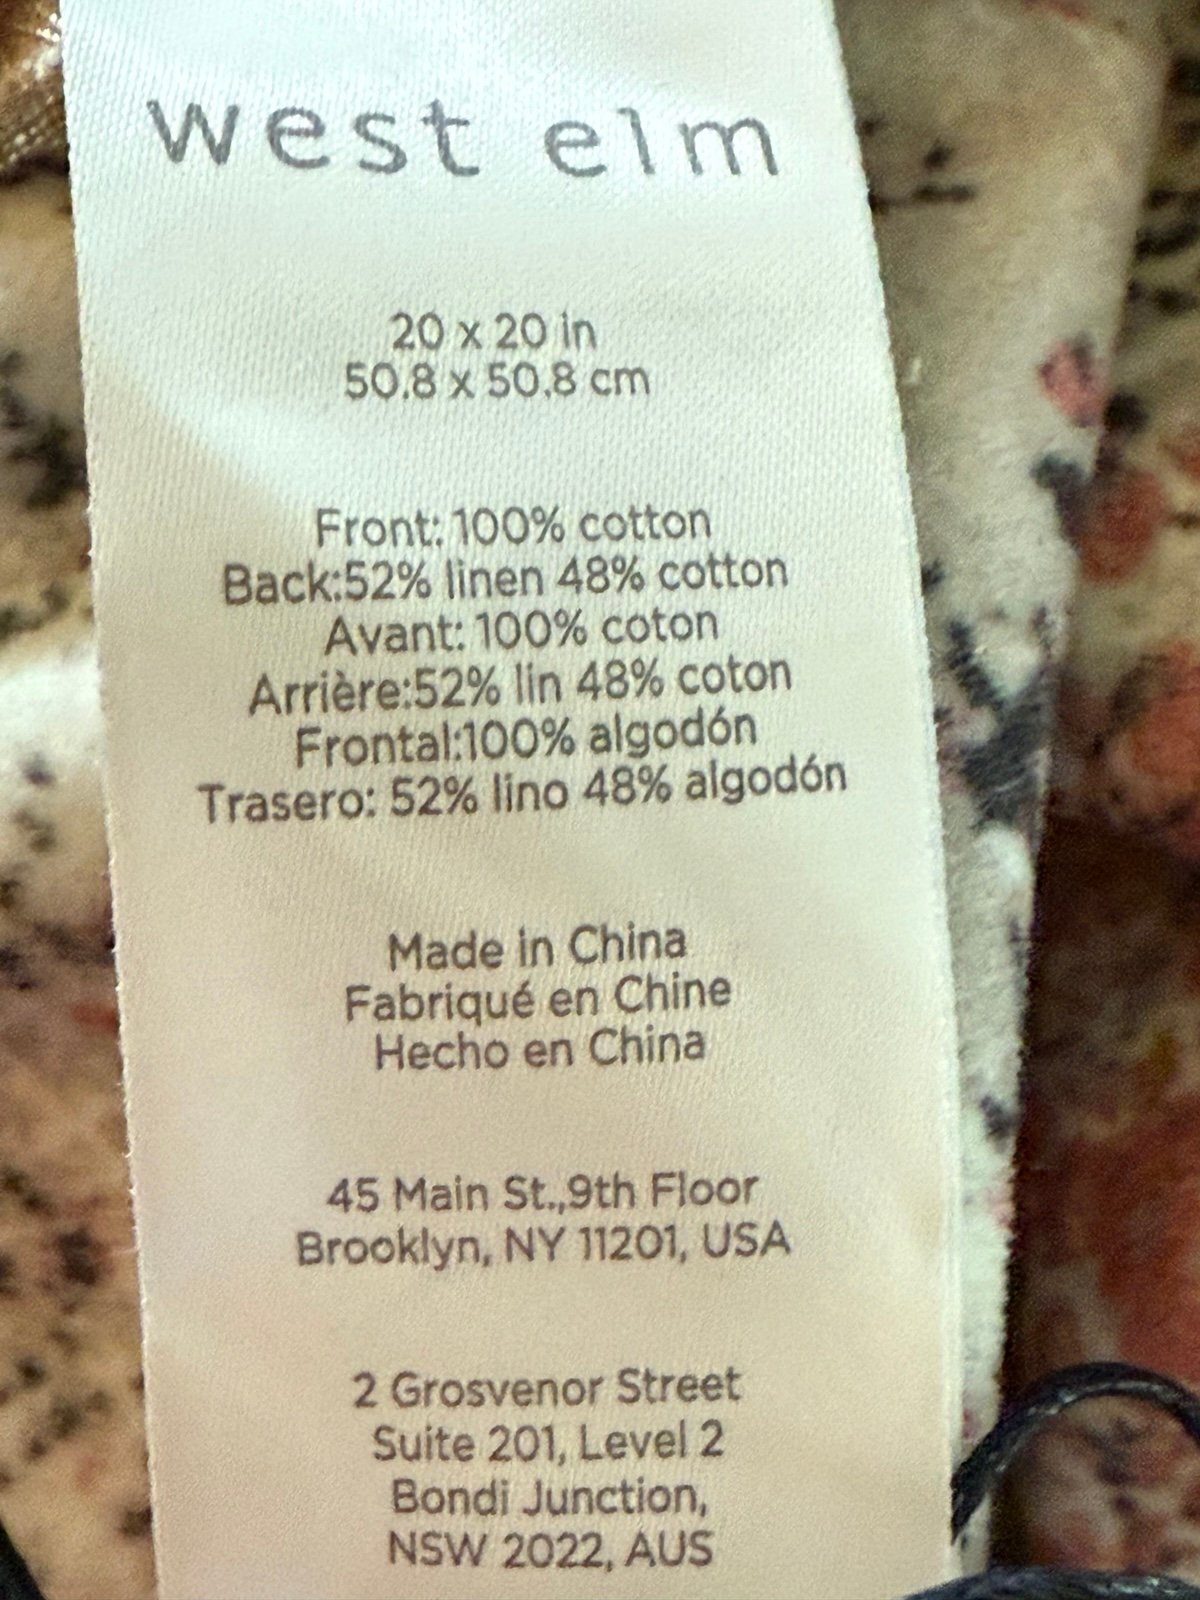 west elm
20 x 20 in
50.8 x 50.8 cm
Front: 100% cotton
Back:52% linen 48% cotton
Avant: 100% coton
Arrière:52% lin 48% coton
Frontal:100% algodón
Trasero: 52% lino 48% algodón
Made in China
Fabriqué en Chine
Hecho en China
45 Main St.,9th Floor
Brooklyn, NY 11201, USA
2 Grosvenor Street
Suite 201, Level 2
Bondi Junction,
NSW 2022, AUS